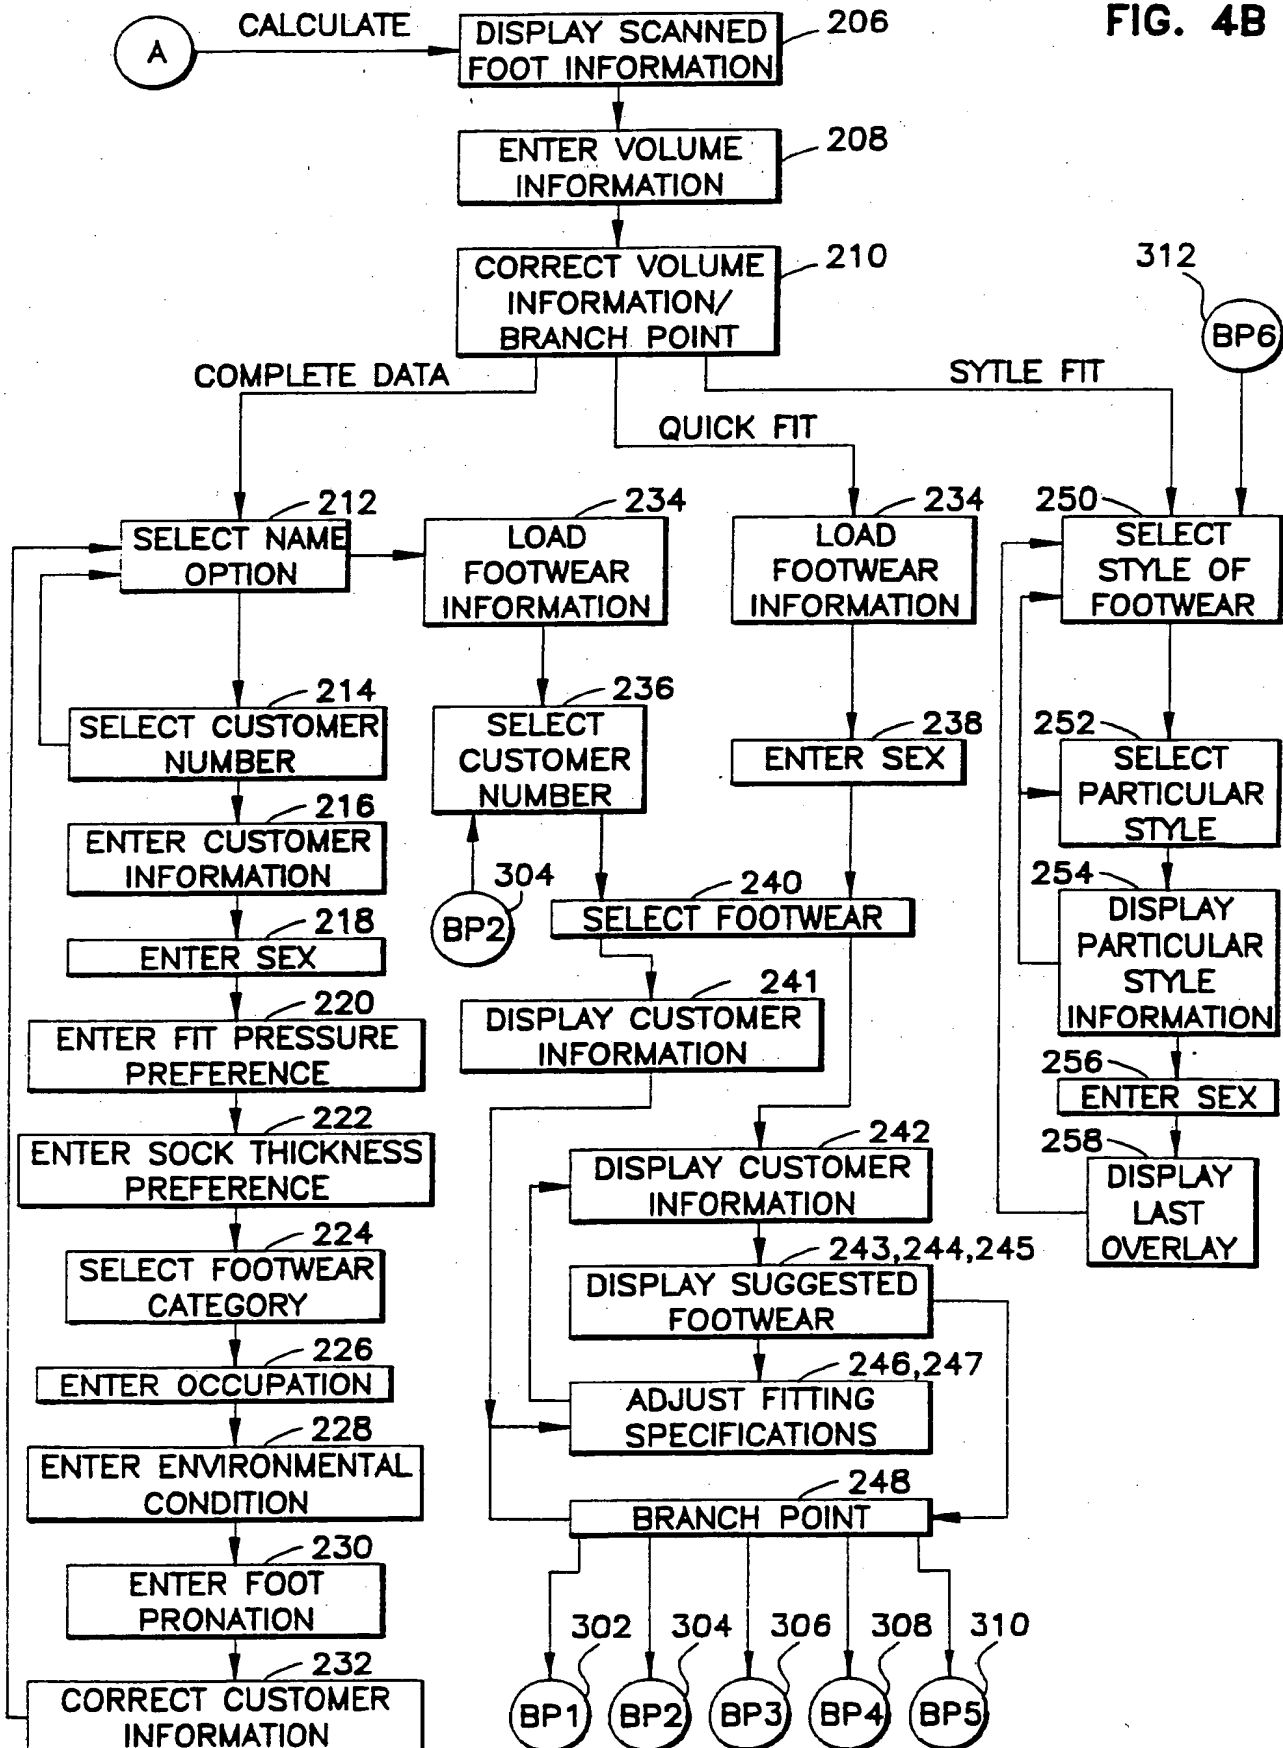 FIG. 4B
A
CALCULATE
DISPLAY SCANNED
FOOT INFORMATION
206
ENTER VOLUME
INFORMATION
208
CORRECT VOLUME
INFORMATION/
BRANCH POINT
210
312
BP6
COMPLETE DATA
QUICK FIT
SYTLE FIT
212
SELECT NAME
OPTION
214
SELECT CUSTOMER
NUMBER
216
ENTER CUSTOMER
INFORMATION
218
ENTER SEX
220
ENTER FIT PRESSURE
PREFERENCE
222
ENTER SOCK THICKNESS
PREFERENCE
224
SELECT FOOTWEAR
CATEGORY
226
ENTER OCCUPATION
228
ENTER ENVIRONMENTAL
CONDITION
230
ENTER FOOT
PRONATION
232
CORRECT CUSTOMER
INFORMATION
234
LOAD
FOOTWEAR
INFORMATION
236
SELECT
CUSTOMER
NUMBER
304
BP2
234
LOAD
FOOTWEAR
INFORMATION
238
ENTER SEX
240
SELECT FOOTWEAR
241
DISPLAY CUSTOMER
INFORMATION
242
DISPLAY CUSTOMER
INFORMATION
243,244,245
DISPLAY SUGGESTED
FOOTWEAR
246,247
ADJUST FITTING
SPECIFICATIONS
248
BRANCH POINT
302
BP1
304
BP2
306
BP3
308
BP4
310
BP5
250
SELECT
STYLE OF
FOOTWEAR
252
SELECT
PARTICULAR
STYLE
254
DISPLAY
PARTICULAR
STYLE
INFORMATION
256
ENTER SEX
258
DISPLAY
LAST
OVERLAY